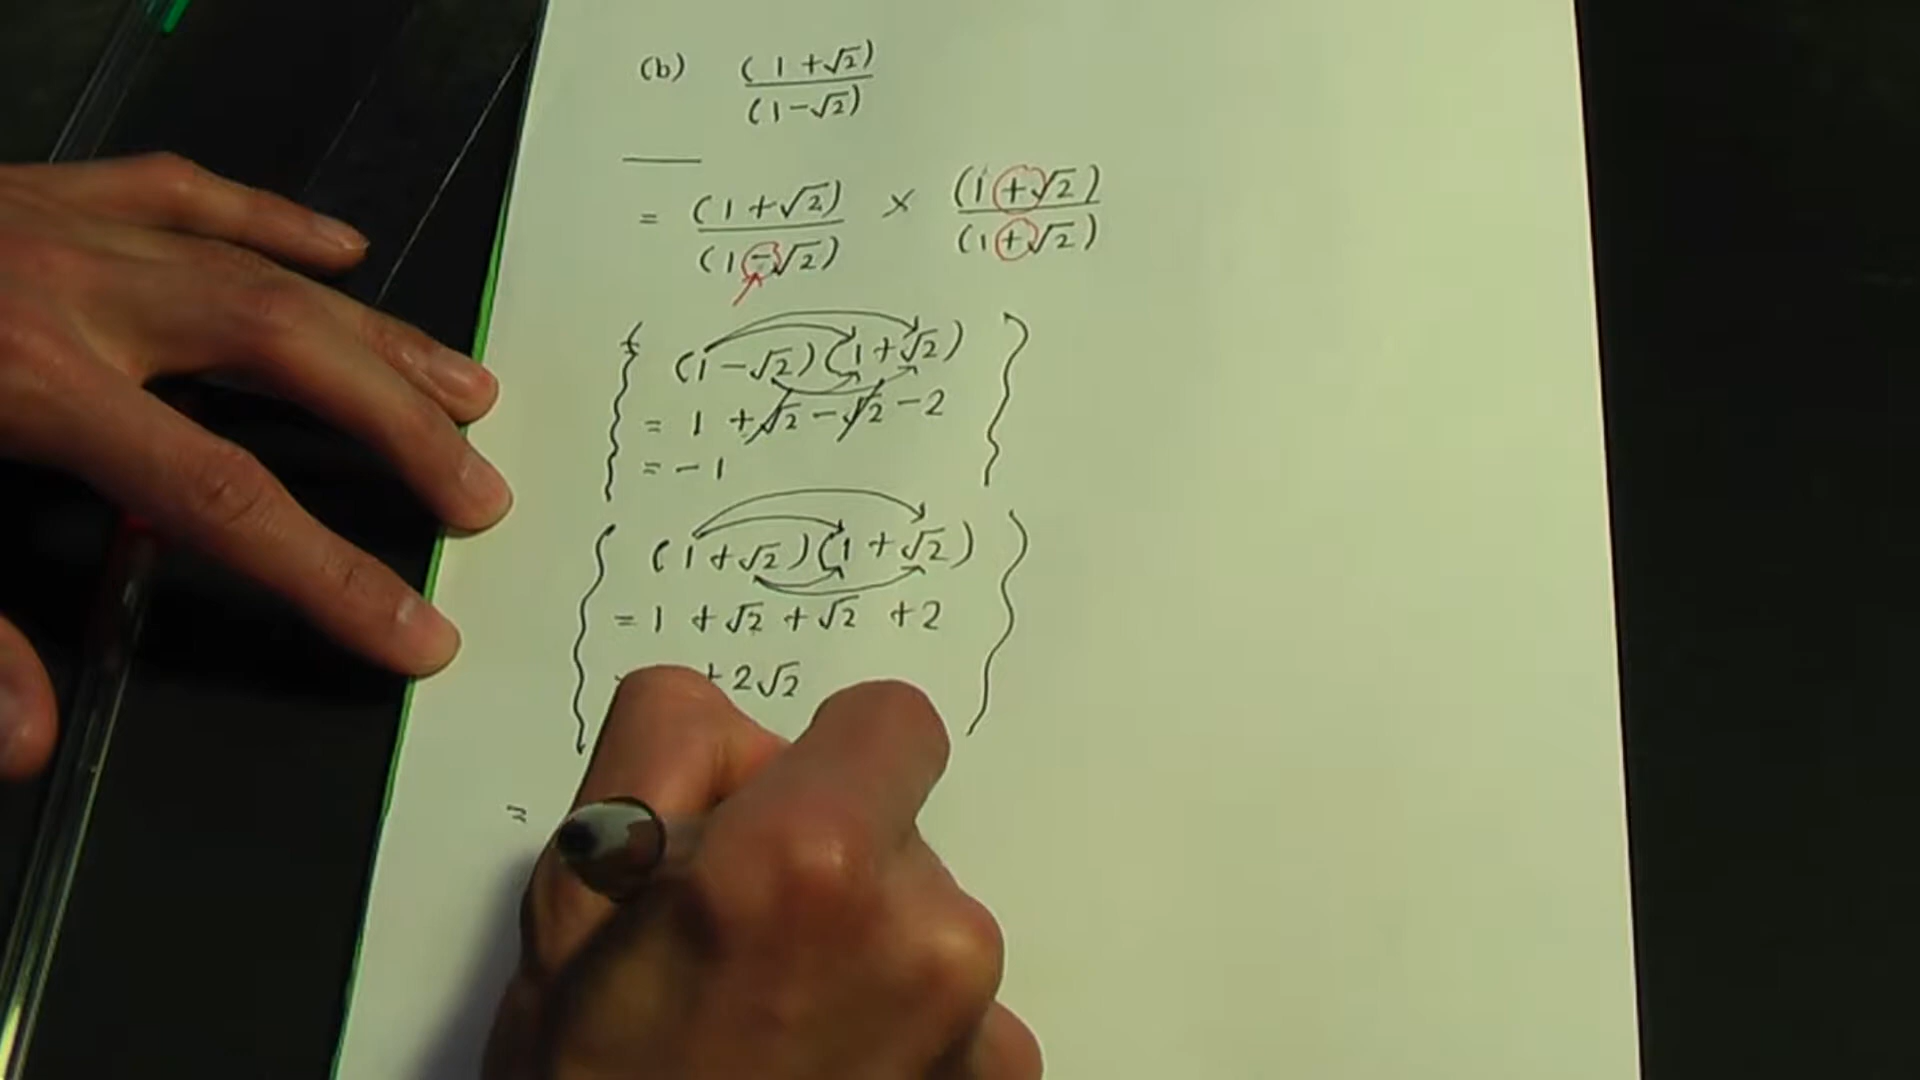 (b) (1+√2)/(1-√2)
= (1+√2)/(1-√2) × (1+√2)/(1+√2)
(1-√2)(1+√2)
= 1 +√2 -√2 -2
= -1
(1+√2)(1+√2)
= 1 +√2 +√2 +2
+ 2√2
=